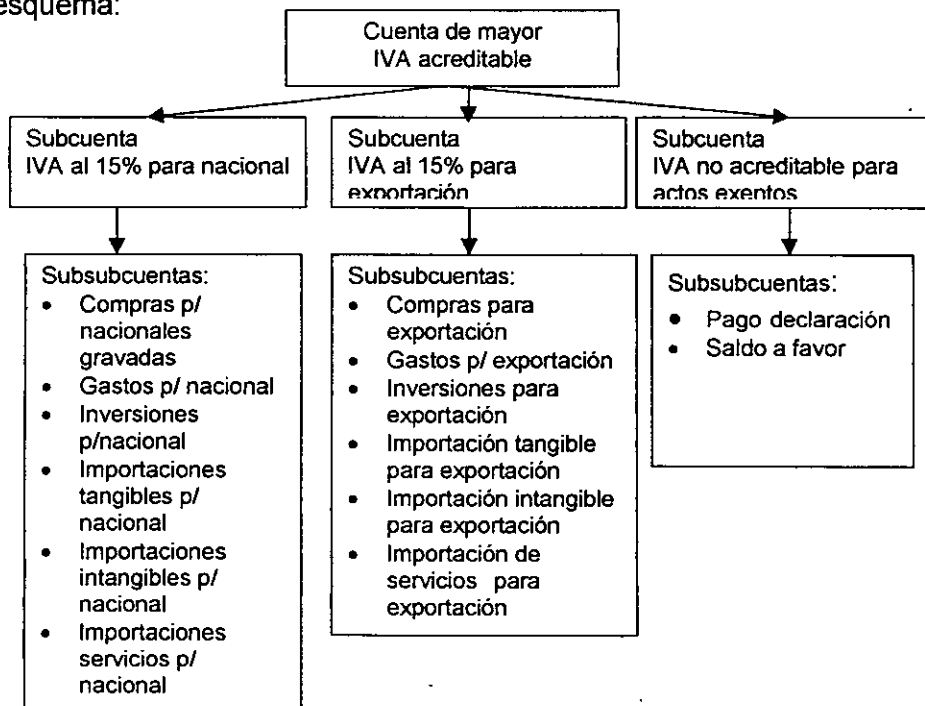 esquema:
Cuenta de mayor
IVA acreditable
Subcuenta
IVA al 15% para nacional
Subcuenta
IVA al 15% para
exportación
Subcuenta
IVA no acreditable para
actos exentos
Subsubcuentas:
• Compras p/
nacionales
gravadas
• Gastos p/ nacional
• Inversiones
p/nacional
• Importaciones
tangibles p/
nacional
• Importaciones
intangibles p/
nacional
• Importaciones
servicios p/
nacional
Subsubcuentas:
• Compras para
exportación
• Gastos p/ exportación
• Inversiones para
exportación
• Importación tangible
para exportación
• Importación intangible
para exportación
• Importación de
servicios para
exportación
Subsubcuentas:
• Pago declaración
• Saldo a favor